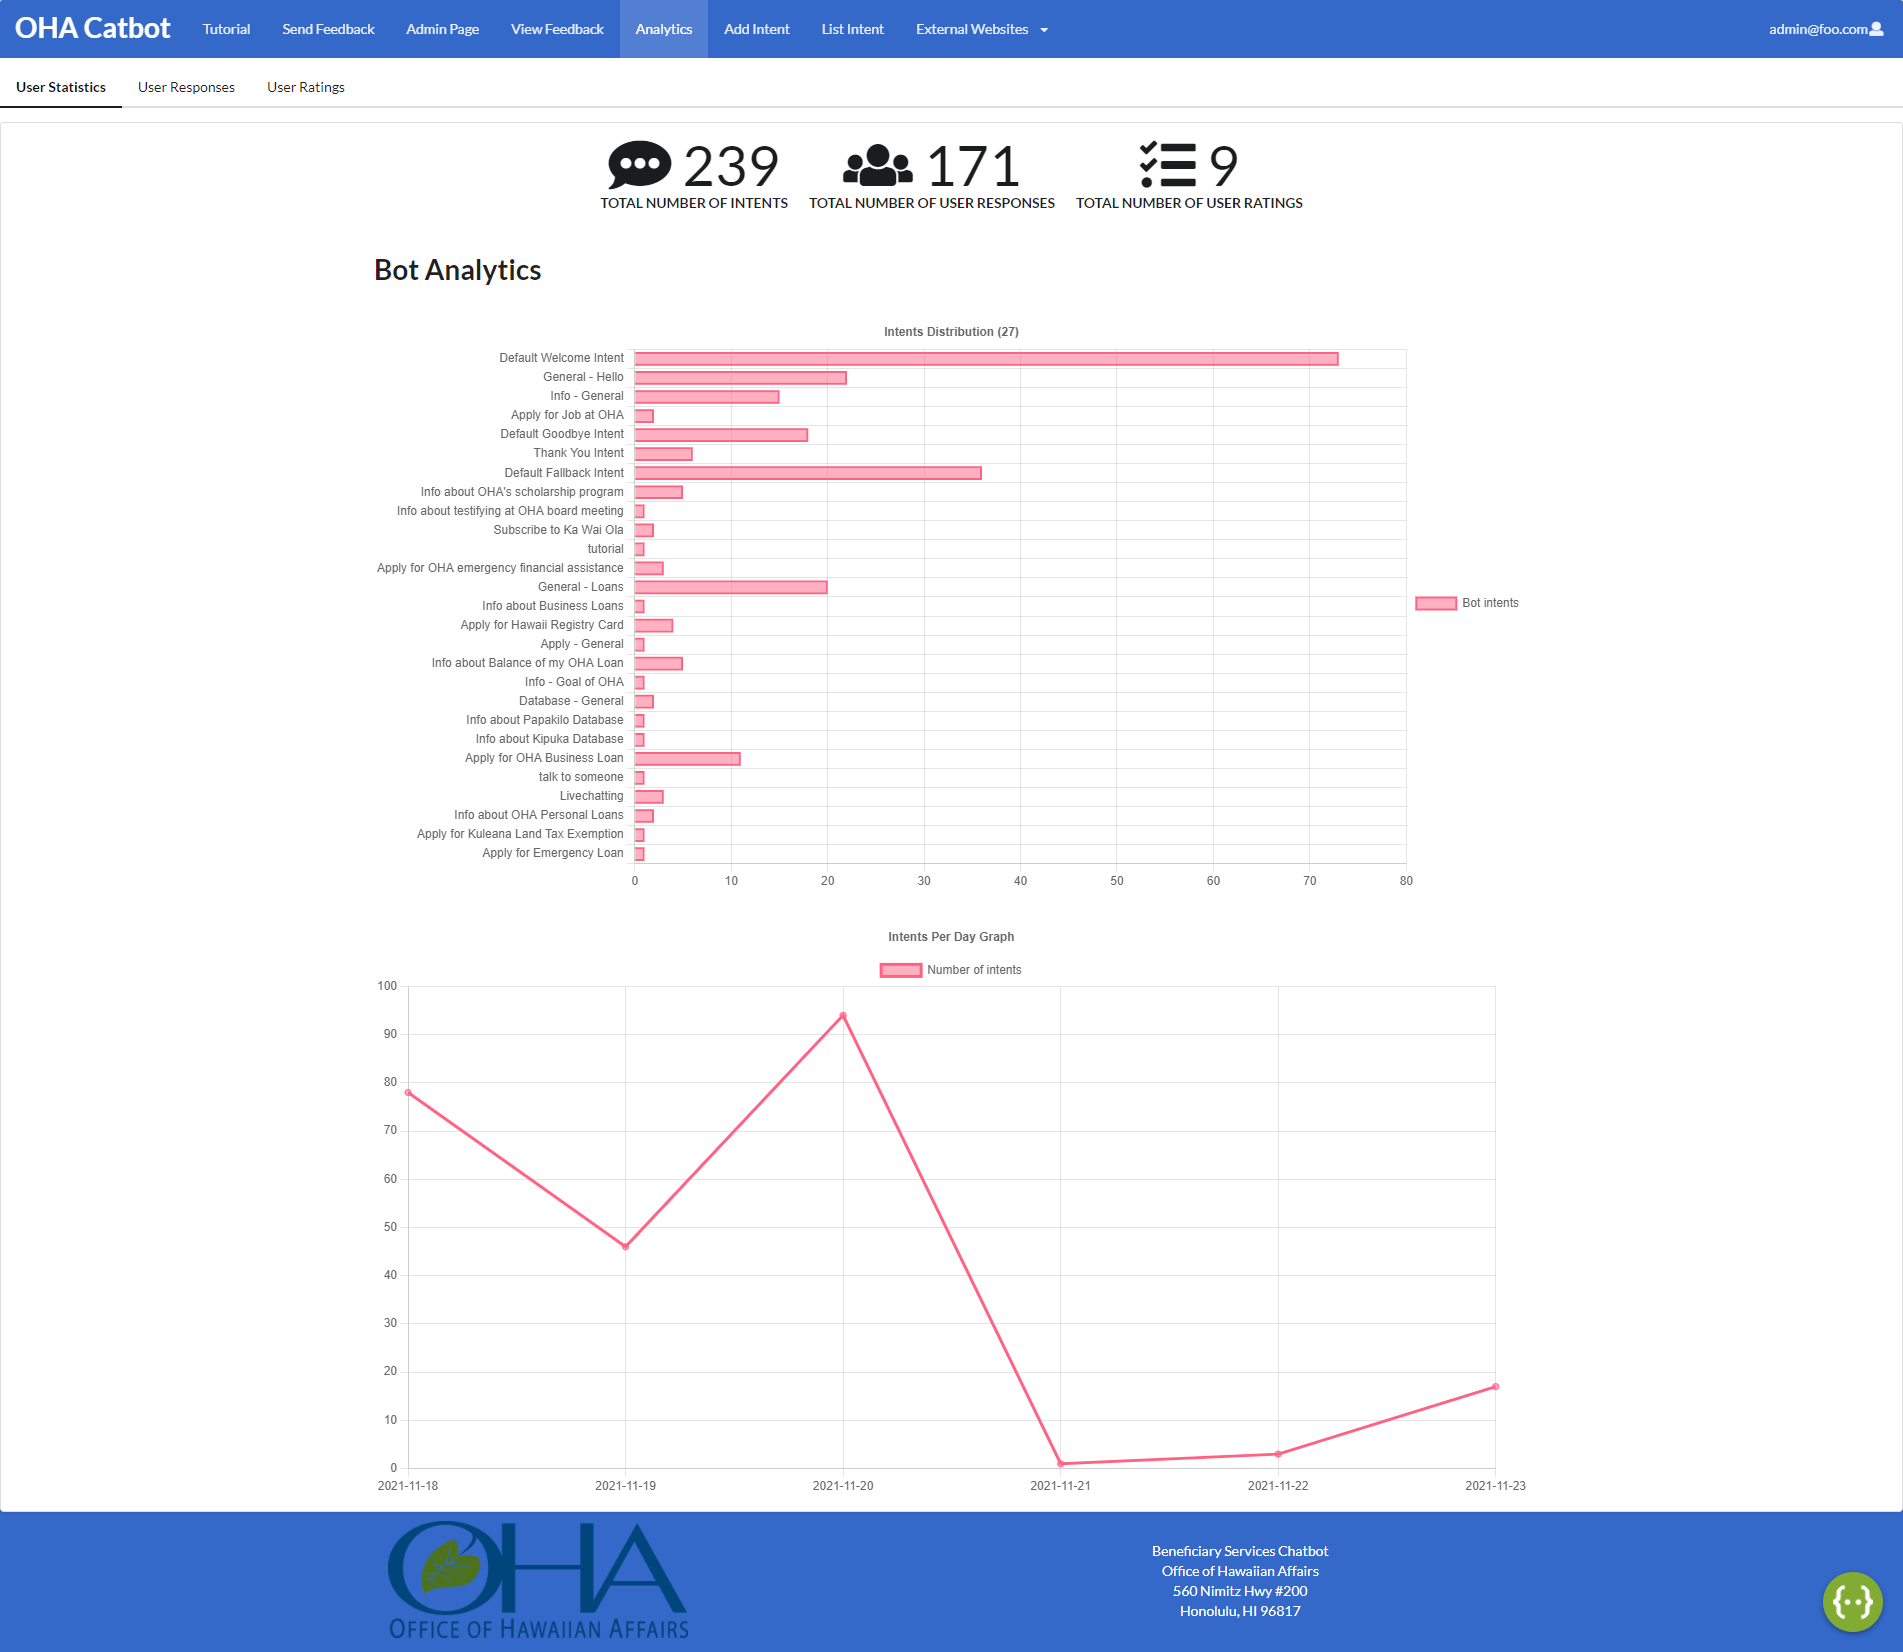 OHA Catbot Tutorial Send Feedback Admin Page View Feedback Analytics Add Intent List Intent External Websites admin@foo.com
User Statistics User Responses User Ratings
239 171 9
TOTAL NUMBER OF INTENTS TOTAL NUMBER OF USER RESPONSES TOTAL NUMBER OF USER RATINGS
Bot Analytics
Intents Distribution (27)
Default Welcome Intent
General - Hello
Info - General
Apply for Job at OHA
Default Goodbye Intent
Thank You Intent
Default Fallback Intent
Info about OHA's scholarship program
Info about testifying at OHA board meeting
Subscribe to Ka Wai Ola
tutorial
Apply for OHA emergency financial assistance
General - Loans
Info about Business Loans
Bot intents
Apply for Hawaii Registry Card
Apply - General
Info about Balance of my OHA Loan
Info - Goal of OHA
Database - General
Info about Papakilo Database
Info about Kipuka Database
Apply for OHA Business Loan
talk to someone
Livechatting
Info about OHA Personal Loans
Apply for Kuleana Land Tax Exemption
Apply for Emergency Loan
0 10 20 30 40 50 60 70 80
Intents Per Day Graph
Number of intents
100
90
80
70
60
50
40
30
20
10
0
2021-11-18 2021-11-19 2021-11-20 2021-11-21 2021-11-22 2021-11-23
OHA
OFFICE OF HAWAIIAN AFFAIRS
Beneficiary Services Chatbot
Office of Hawaiian Affairs
560 Nimitz Hwy #200
Honolulu, HI 96817